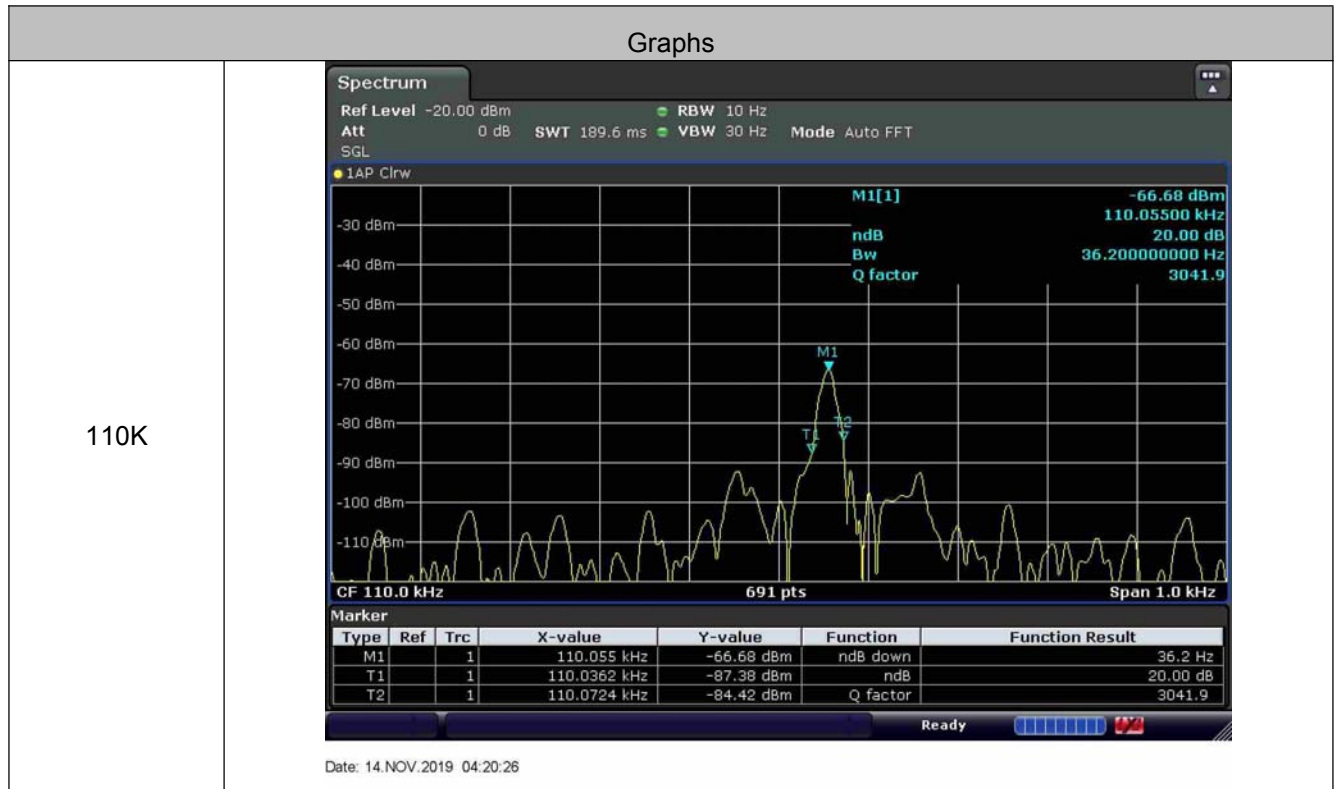 Graphs
110K
Spectrum
Ref Level -20.00 dBm RBW 10 Hz
Att 0 dB SWT 189.6 ms VBW 30 Hz Mode Auto FFT
SGL
1AP Clrw
M1[1] -66.68 dBm
110.05500 kHz
ndB 20.00 dB
Bw 36.200000000 Hz
Q factor 3041.9
-30 dBm
-40 dBm
-50 dBm
-60 dBm
-70 dBm
-80 dBm
-90 dBm
-100 dBm
-110 dBm
M1
T1
T2
CF 110.0 kHz 691 pts Span 1.0 kHz
Marker
Type Ref Trc X-value Y-value Function Function Result
M1 1 110.055 kHz -66.68 dBm ndB down 36.2 Hz
T1 1 110.0362 kHz -87.38 dBm ndB 20.00 dB
T2 1 110.0724 kHz -84.42 dBm Q factor 3041.9
Ready
Date: 14.NOV.2019 04:20:26